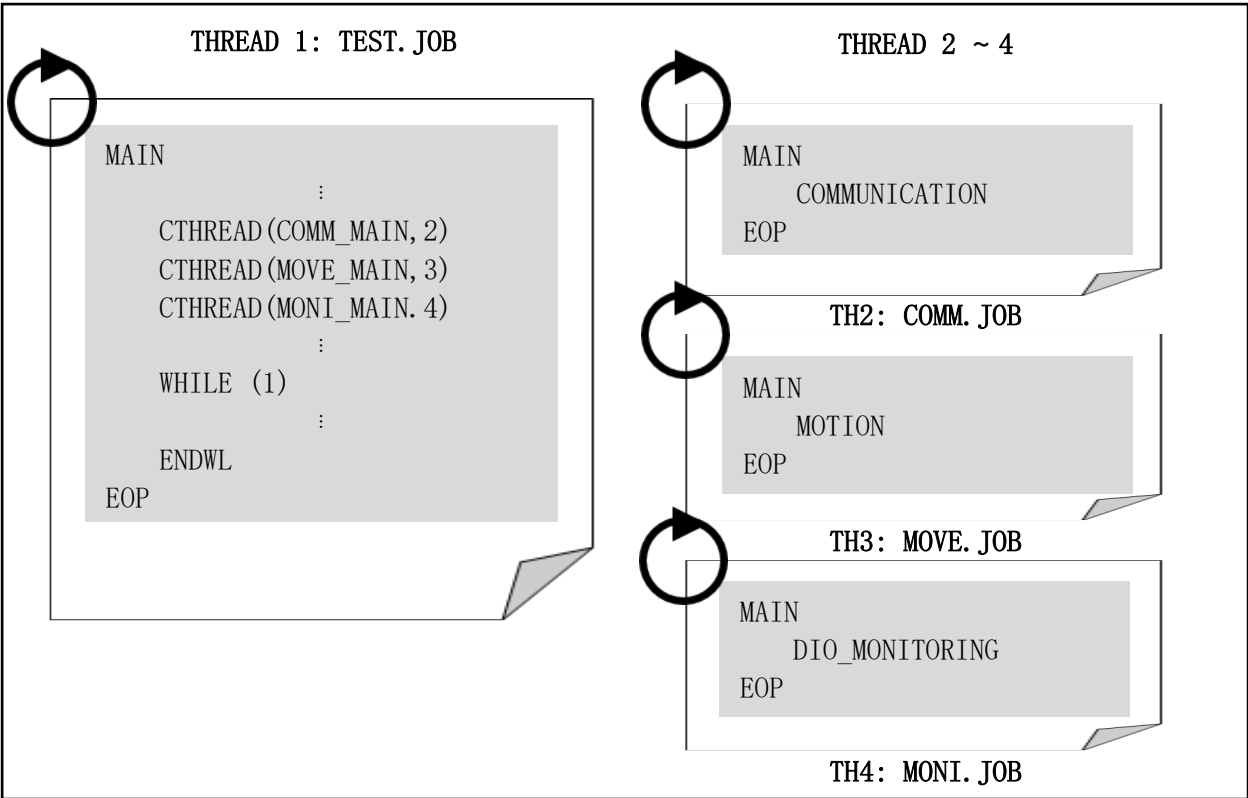 THREAD 1: TEST.JOB
MAIN
⋮
CTHREAD(COMM_MAIN,2)
CTHREAD(MOVE_MAIN,3)
CTHREAD(MONI_MAIN.4)
⋮
WHILE (1)
⋮
ENDWL
EOP
THREAD 2 ~ 4
MAIN
COMMUNICATION
EOP
TH2: COMM.JOB
MAIN
MOTION
EOP
TH3: MOVE.JOB
MAIN
DIO_MONITORING
EOP
TH4: MONI.JOB